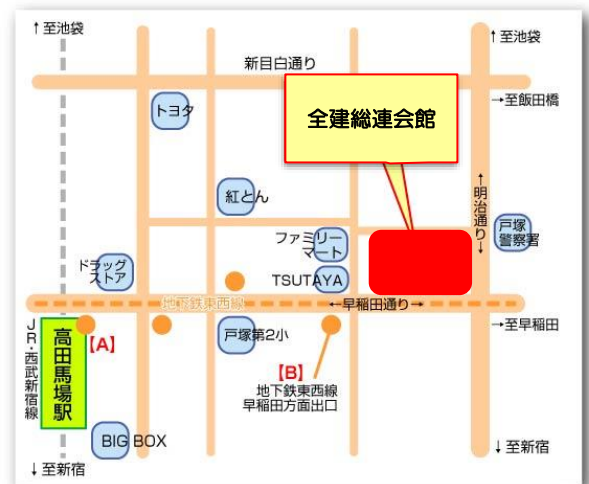 ↑至池袋
↑至池袋
新目白通り
→至飯田橋
トヨタ
全建総連会館
紅とん
↑明治通り↓
戸塚
警察署
ファミリー
マート
ドラッグ
ストア
TSUTAYA
地下鉄東西線
←早稲田通り→
JR・西武新宿線
高田馬場駅
【A】
戸塚第2小
→至早稲田
【B】
地下鉄東西線
早稲田方面出口
BIG BOX
↓至新宿
↓至新宿